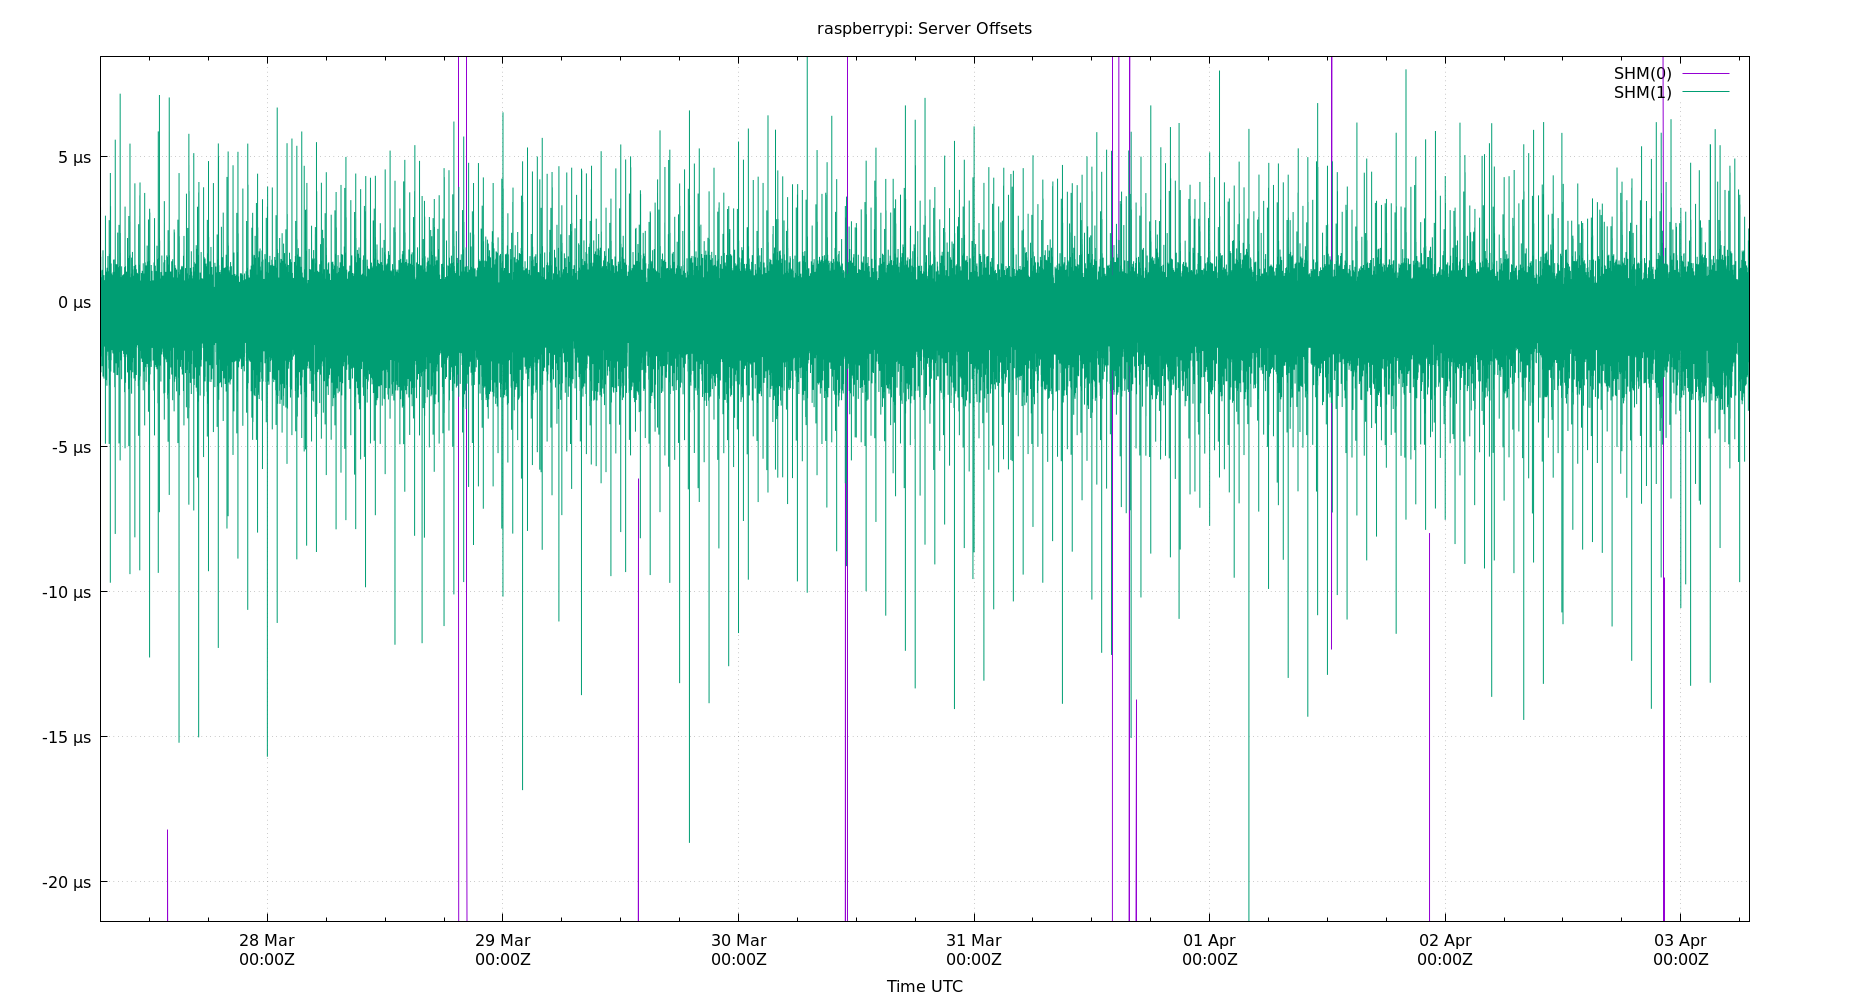 raspberrypi: Server Offsets
SHM(0)
SHM(1)
5 µs
0 µs
-5 µs
-10 µs
-15 µs
-20 µs
28 Mar 29 Mar 30 Mar 31 Mar 01 Apr 02 Apr 03 Apr
00:00Z 00:00Z 00:00Z 00:00Z 00:00Z 00:00Z 00:00Z
Time UTC